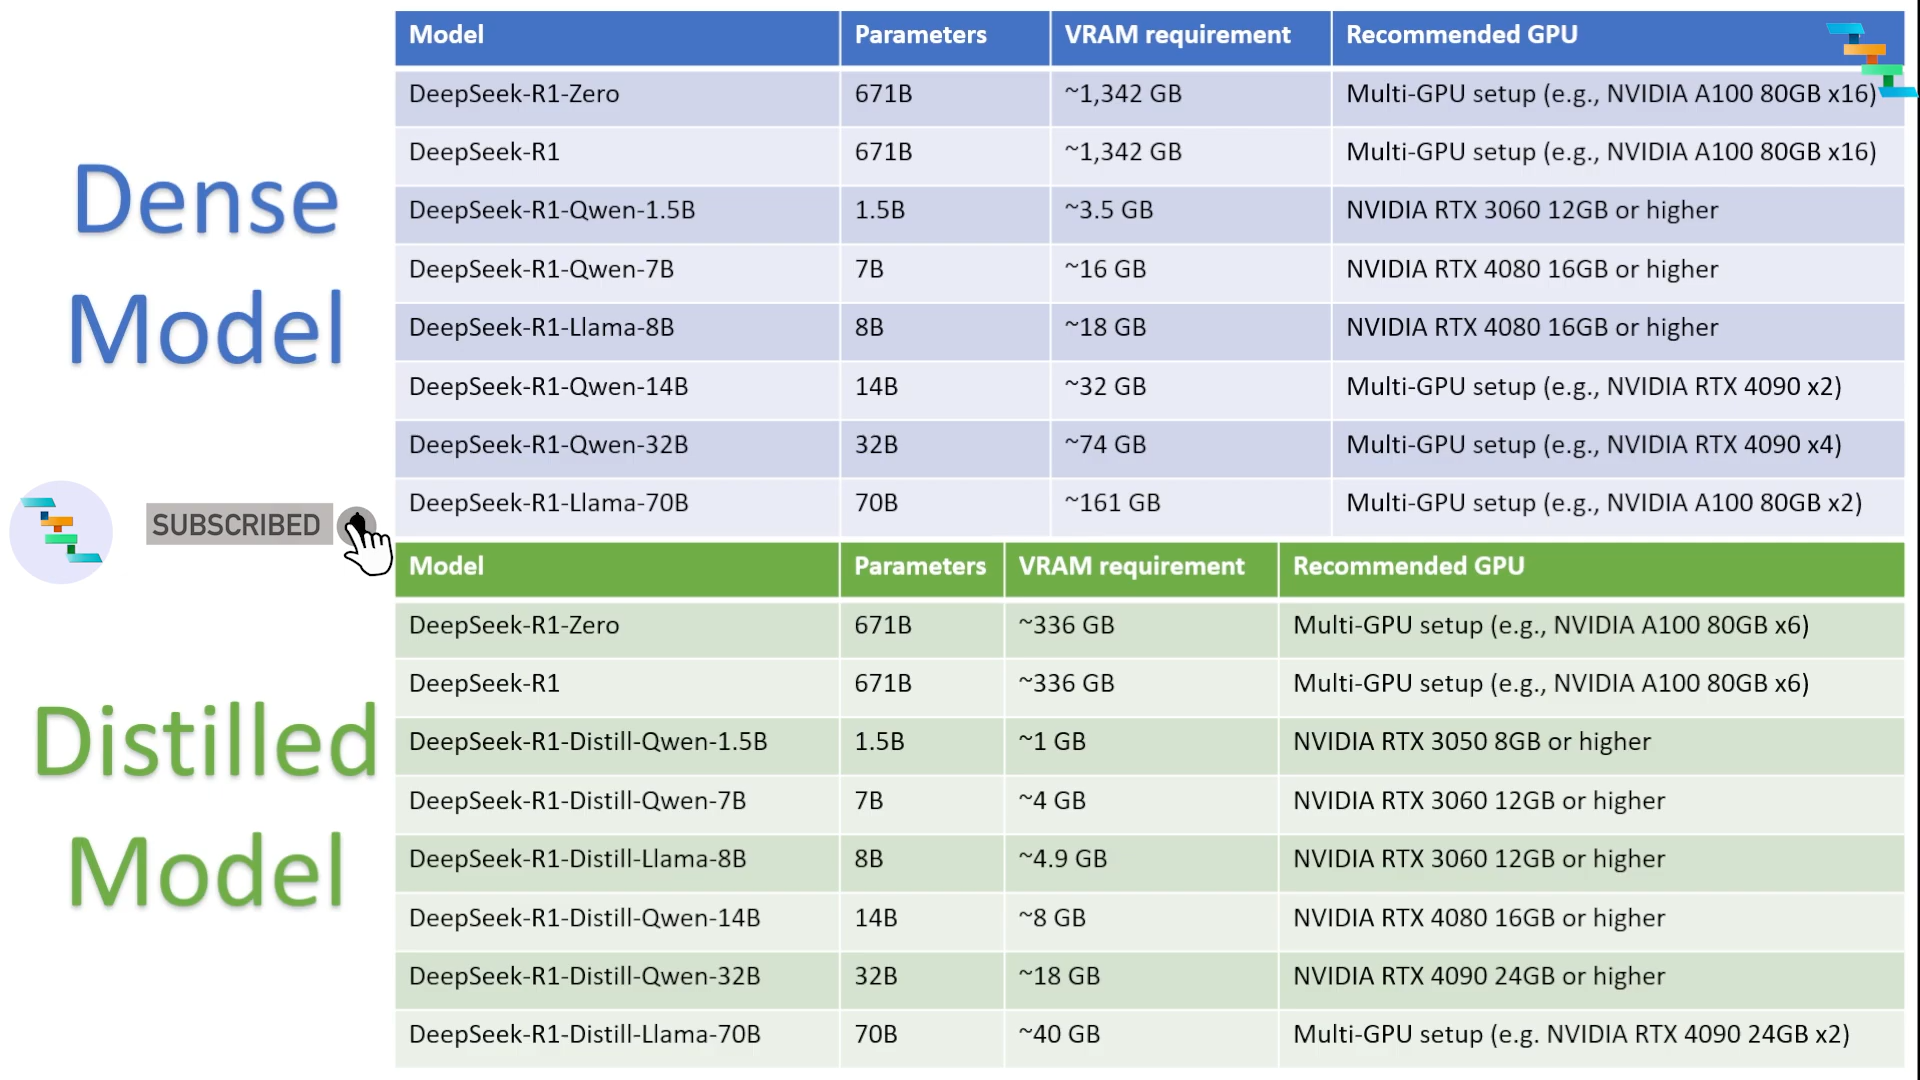 Dense
Model
Model Parameters VRAM requirement Recommended GPU
DeepSeek-R1-Zero 671B ~1,342 GB Multi-GPU setup (e.g., NVIDIA A100 80GB x16)
DeepSeek-R1 671B ~1,342 GB Multi-GPU setup (e.g., NVIDIA A100 80GB x16)
DeepSeek-R1-Qwen-1.5B 1.5B ~3.5 GB NVIDIA RTX 3060 12GB or higher
DeepSeek-R1-Qwen-7B 7B ~16 GB NVIDIA RTX 4080 16GB or higher
DeepSeek-R1-Llama-8B 8B ~18 GB NVIDIA RTX 4080 16GB or higher
DeepSeek-R1-Qwen-14B 14B ~32 GB Multi-GPU setup (e.g., NVIDIA RTX 4090 x2)
DeepSeek-R1-Qwen-32B 32B ~74 GB Multi-GPU setup (e.g., NVIDIA RTX 4090 x4)
DeepSeek-R1-Llama-70B 70B ~161 GB Multi-GPU setup (e.g., NVIDIA A100 80GB x2)
SUBSCRIBED
Distilled
Model
Model Parameters VRAM requirement Recommended GPU
DeepSeek-R1-Zero 671B ~336 GB Multi-GPU setup (e.g., NVIDIA A100 80GB x6)
DeepSeek-R1 671B ~336 GB Multi-GPU setup (e.g., NVIDIA A100 80GB x6)
DeepSeek-R1-Distill-Qwen-1.5B 1.5B ~1 GB NVIDIA RTX 3050 8GB or higher
DeepSeek-R1-Distill-Qwen-7B 7B ~4 GB NVIDIA RTX 3060 12GB or higher
DeepSeek-R1-Distill-Llama-8B 8B ~4.9 GB NVIDIA RTX 3060 12GB or higher
DeepSeek-R1-Distill-Qwen-14B 14B ~8 GB NVIDIA RTX 4080 16GB or higher
DeepSeek-R1-Distill-Qwen-32B 32B ~18 GB NVIDIA RTX 4090 24GB or higher
DeepSeek-R1-Distill-Llama-70B 70B ~40 GB Multi-GPU setup (e.g. NVIDIA RTX 4090 24GB x2)